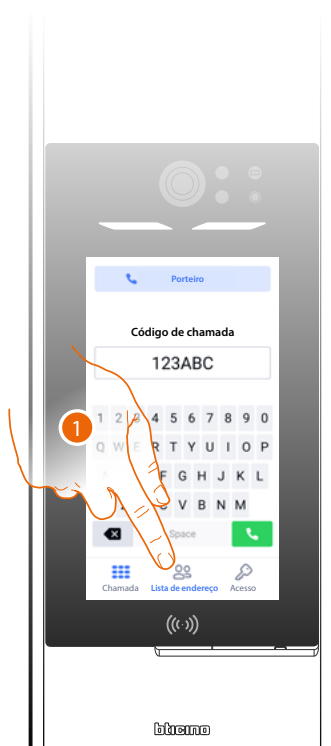 Porteiro
Código de chamada
123ABC
1 2 3 4 5 6 7 8 9 0
Q W E R T Y U I O P
F G H J K L
C V B N M
Space
1
Chamada Lista de endereço Acesso
bticino